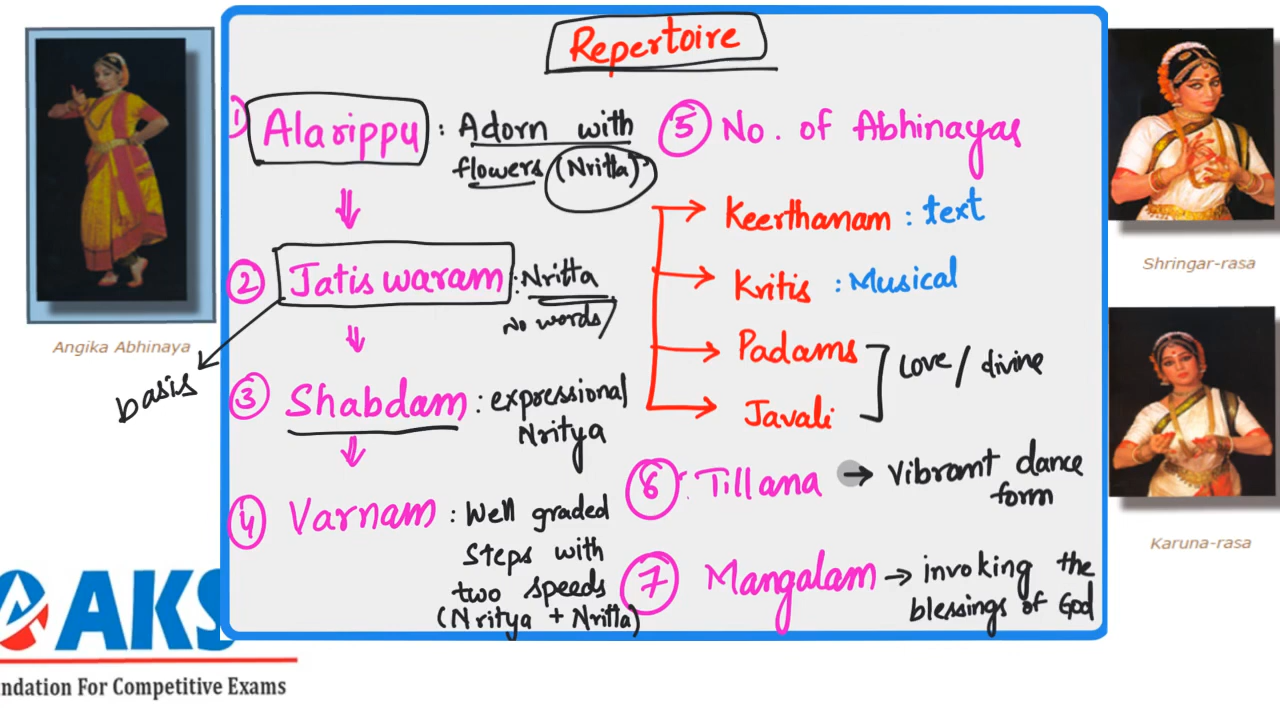 Repertoire
① Alarippu : Adorn with
flowers (Nritta)
② Jatiswaram : Nritta
No words
basis
③ Shabdam : expressional
Nritya
④ Varnam : Well graded
steps with
two speeds
(Nritya + Nritta)
⑤ No. of Abhinayas
Keerthanam : text
Kritis : Musical
Padams
Javali
Love / divine
⑥ : Tillana → Vibrant dance
form
⑦ Mangalam → invoking the
blessings of God
Angika Abhinaya
Shringar-rasa
Karuna-rasa
AKS
ndation For Competitive Exams